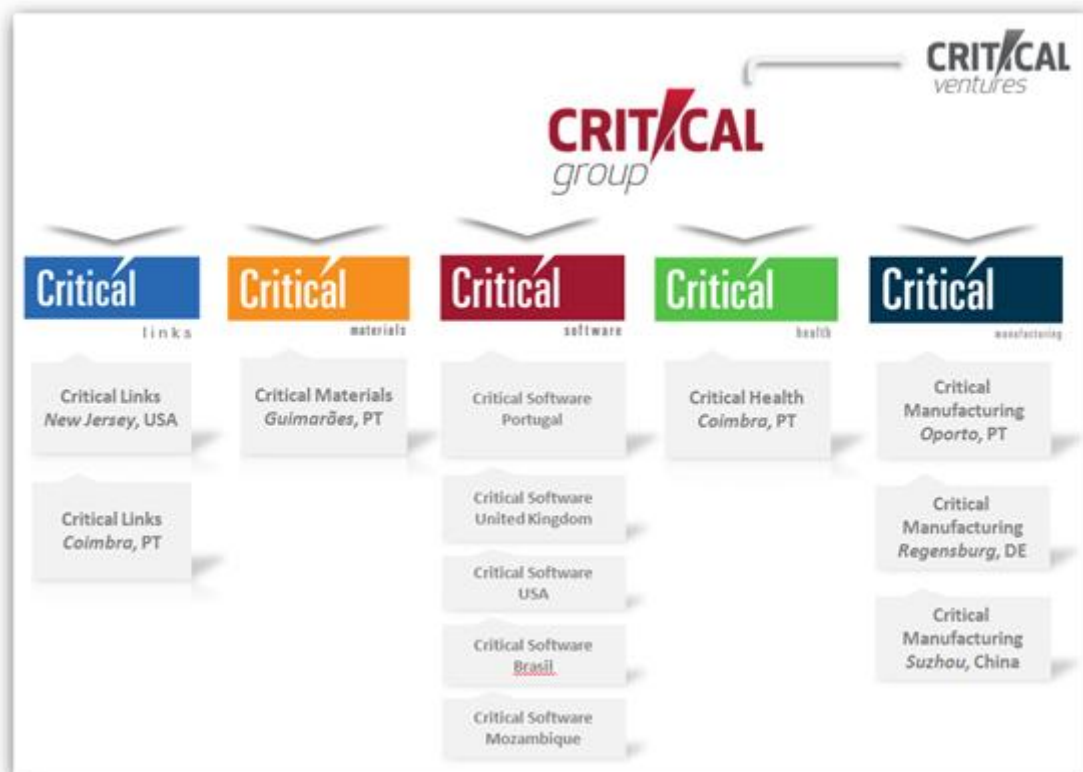 CRITICAL
ventures
CRITICAL
group
Critical
links
Critical
materials
Critical
software
Critical
health
Critical
manufacturing
Critical Links
New Jersey, USA
Critical Links
Coimbra, PT
Critical Materials
Guimarães, PT
Critical Software
Portugal
Critical Software
United Kingdom
Critical Software
USA
Critical Software
Brasil
Critical Software
Mozambique
Critical Health
Coimbra, PT
Critical
Manufacturing
Oporto, PT
Critical
Manufacturing
Regensburg, DE
Critical
Manufacturing
Suzhou, China